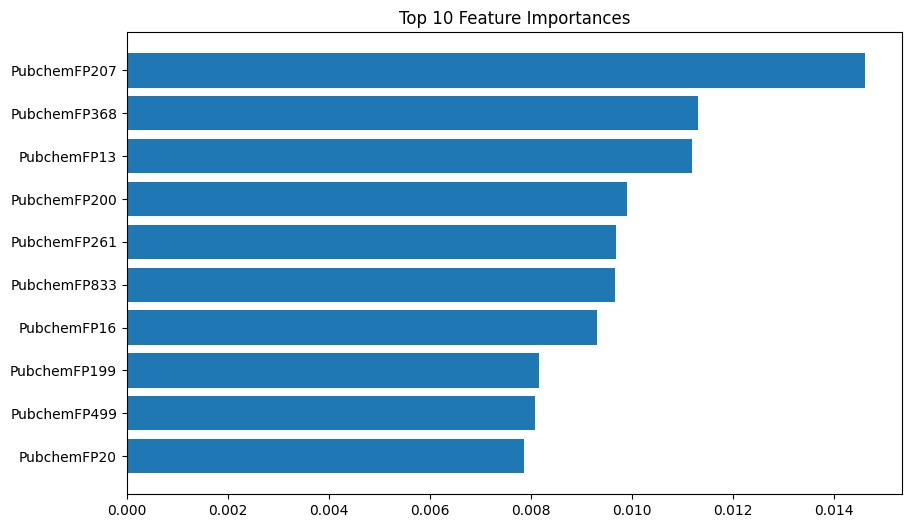 Top 10 Feature Importances
PubchemFP207
PubchemFP368
PubchemFP13
PubchemFP200
PubchemFP261
PubchemFP833
PubchemFP16
PubchemFP199
PubchemFP499
PubchemFP20
0.000 0.002 0.004 0.006 0.008 0.010 0.012 0.014